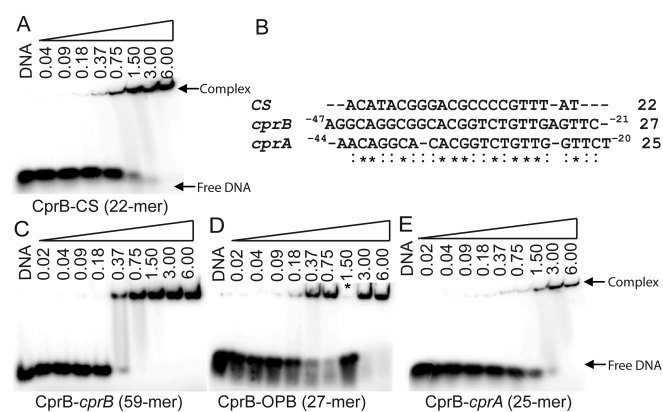 A
DNA 0.04 0.09 0.18 0.37 0.75 1.50 3.00 6.00
Complex
Free DNA
CprB-CS (22-mer)
B
CS --ACATACGGGACGCCCCGTTT-AT--- 22
cprB -47AGGCAGGCGGCACGGTCTGTTGAGTTC--21 27
cprA -44AACAGGCA-CACGGTCTGTTG-GTTCT-20 25
:**:: : ***::*:***: :*:::
C
DNA 0.02 0.04 0.09 0.18 0.37 0.75 1.50 3.00 6.00
CprB-cprB (59-mer)
D
DNA 0.02 0.04 0.09 0.18 0.37 0.75 1.50 3.00 6.00
*
CprB-OPB (27-mer)
E
DNA 0.02 0.04 0.09 0.18 0.37 0.75 1.50 3.00 6.00
Complex
Free DNA
CprB-cprA (25-mer)